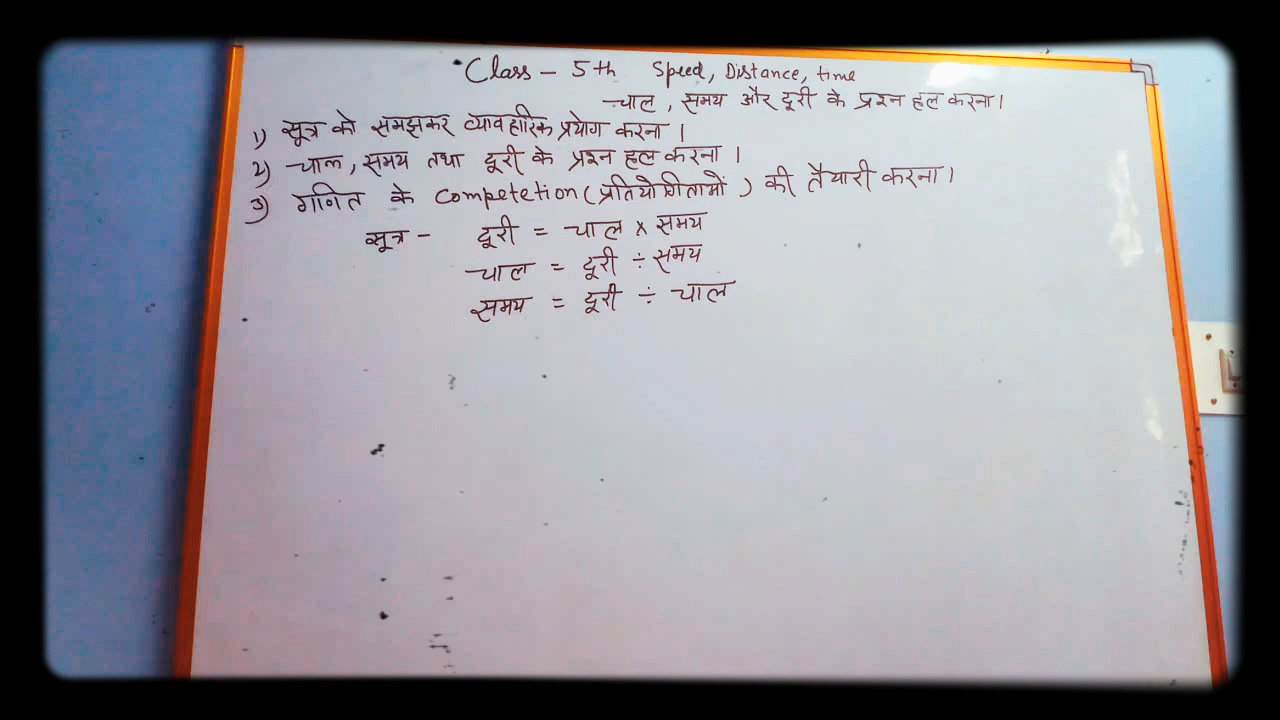 Class - 5th Speed, Distance, time
चाल, समय और दूरी के प्रश्न हल करना।
1) सूत्र को समझकर व्यावहारिक प्रयोग करना।
2) चाल, समय तथा दूरी के प्रश्न हल करना।
3) गणित के Competetion (प्रतियोगिताओं) की तैयारी करना।
सूत्र - दूरी = चाल × समय
चाल = दूरी ÷ समय
समय = दूरी ÷ चाल